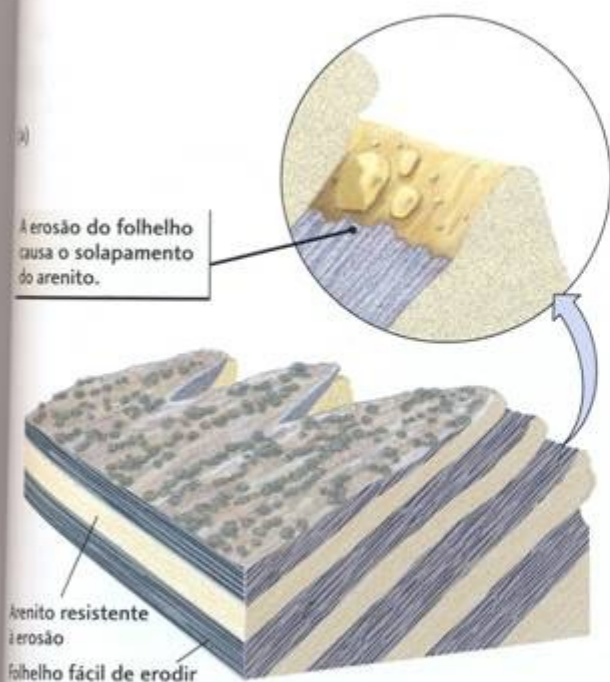 (a)
A erosão do folhelho
causa o solapamento
do arenito.
Arenito resistente
à erosão
Folhelho fácil de erodir